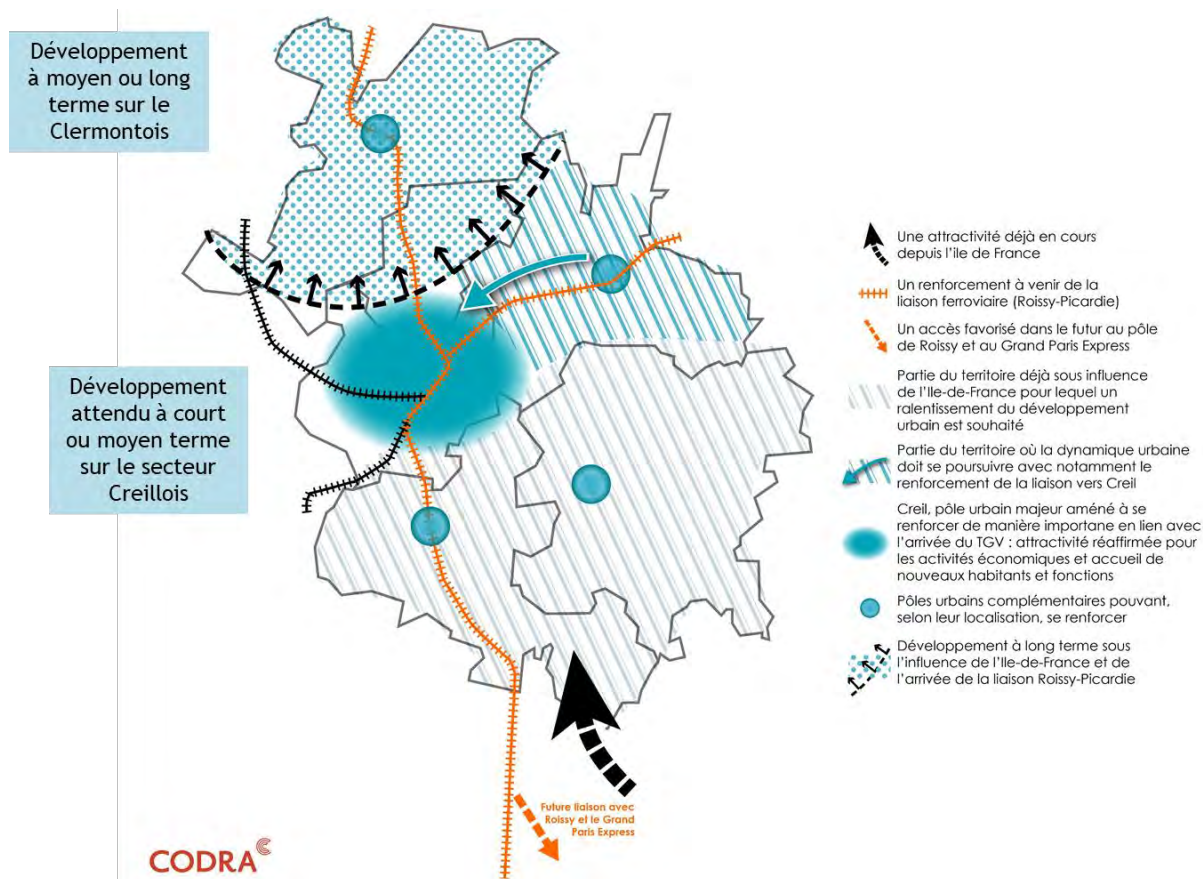 Développement
à moyen ou long
terme sur le
Clermontois
Développement
attendu à court
ou moyen terme
sur le secteur
Creillois
Une attractivité déjà en cours
depuis l'île de France
Un renforcement à venir de la
liaison ferroviaire (Roissy-Picardie)
Un accès favorisé dans le futur au pôle
de Roissy et au Grand Paris Express
Partie du territoire déjà sous influence
de l'Ile-de-France pour lequel un
ralentissement du développement
urbain est souhaité
Partie du territoire où la dynamique urbaine
doit se poursuivre avec notamment le
renforcement de la liaison vers Creil
Creil, pôle urbain majeur améné à se
renforcer de manière importane en lien avec
l'arrivée du TGV : attractivité réaffirmée pour
les activités économiques et accueil de
nouveaux habitants et fonctions
Pôles urbains complémentaires pouvant,
selon leur localisation, se renforcer
Développement à long terme sous
l'influence de l'Ile-de-France et de
l'arrivée de la liaison Roissy-Picardie
Future liaison avec
Roissy et le Grand
Paris Express
CODRA